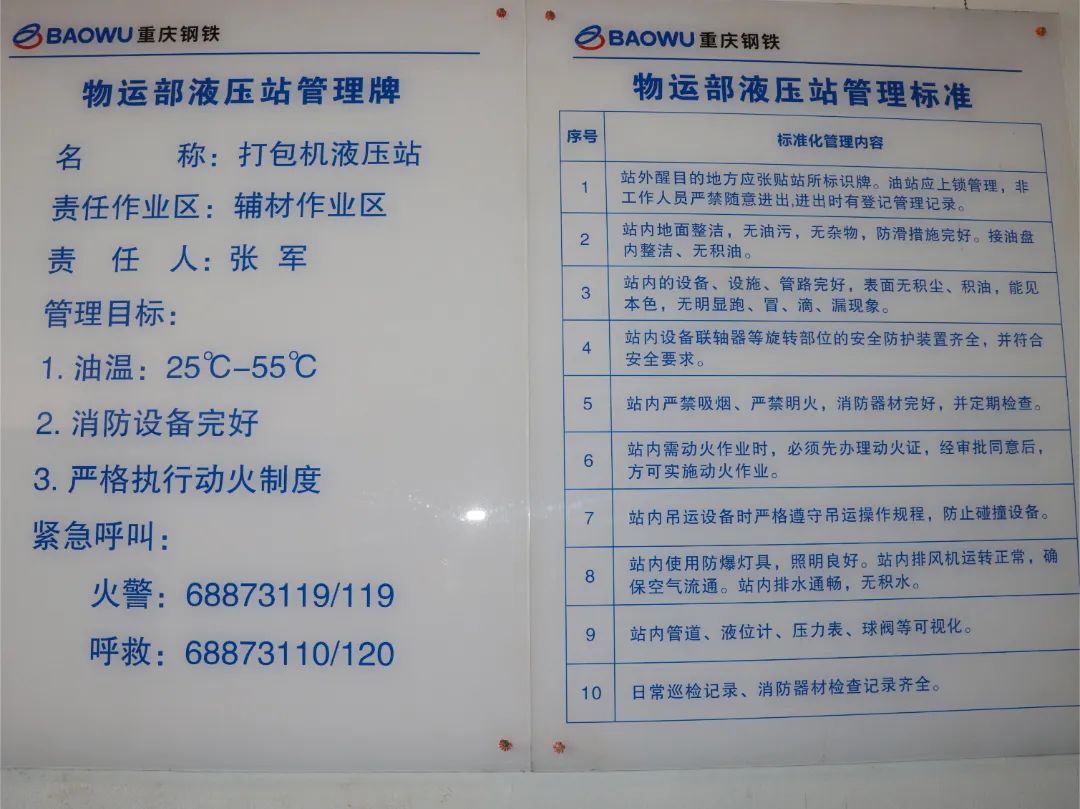 BAOWU 重庆钢铁
物运部液压站管理牌
名 称：打包机液压站
责任作业区：辅材作业区
责 任 人：张 军
管理目标：
1. 油温：25℃-55℃
2. 消防设备完好
3. 严格执行动火制度
紧急呼叫：
火警：68873119/119
呼救：68873110/120
BAOWU 重庆钢铁
物运部液压站管理标准
序号 标准化管理内容
1 站外醒目的地方应张贴站所标识牌。油站应上锁管理，非
工作人员严禁随意进出,进出时有登记管理记录。
2 站内地面整洁，无油污，无杂物，防滑措施完好。接油盘
内整洁、无积油。
3 站内的设备、设施、管路完好，表面无积尘、积油，能见
本色，无明显跑、冒、滴、漏现象。
4 站内设备联轴器等旋转部位的安全防护装置齐全，并符合
安全要求。
5 站内严禁吸烟、严禁明火，消防器材完好，并定期检查。
6 站内需动火作业时，必须先办理动火证，经审批同意后，
方可实施动火作业。
7 站内吊运设备时严格遵守吊运操作规程，防止碰撞设备。
8 站内使用防爆灯具，照明良好。站内排风机运转正常，确
保空气流通。站内排水通畅，无积水。
9 站内管道、液位计、压力表、球阀等可视化。
10 日常巡检记录、消防器材检查记录齐全。